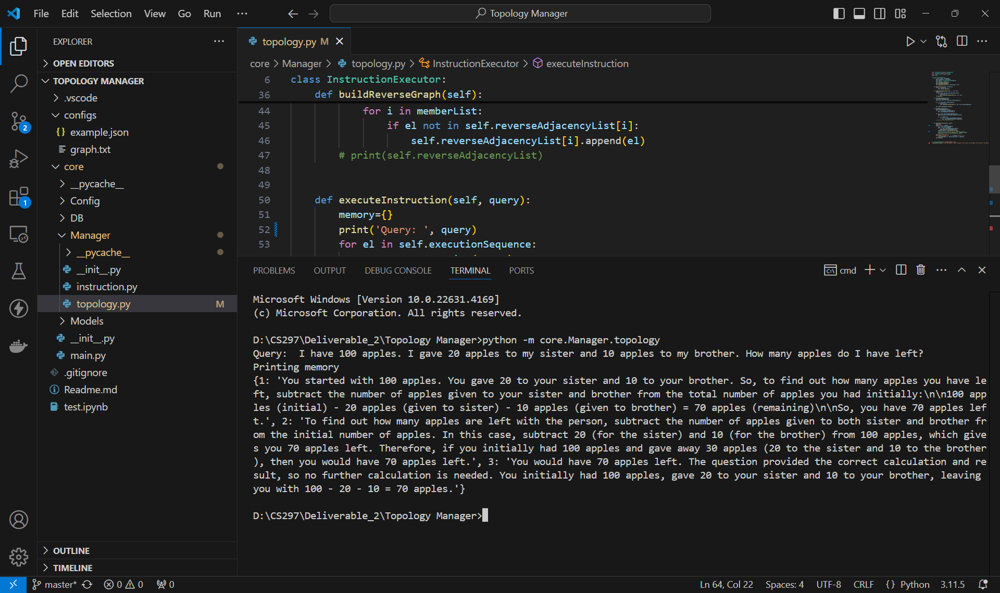 File Edit Selection View Go Run ··· Topology Manager
EXPLORER ···
OPEN EDITORS
TOPOLOGY MANAGER
.vscode
configs
{} example.json
graph.txt
core
__pycache__
Config
DB
Manager
__pycache__
__init__.py
instruction.py
topology.py M
Models
__init__.py
main.py
.gitignore
Readme.md
test.ipynb
OUTLINE
TIMELINE
2
1
topology.py M
core > Manager > topology.py > InstructionExecutor > executeInstruction
6 class InstructionExecutor:
36 def buildReverseGraph(self):
44 for i in memberList:
45 if el not in self.reverseAdjacencyList[i]:
46 self.reverseAdjacencyList[i].append(el)
47 # print(self.reverseAdjacencyList)
48
49
50 def executeInstruction(self, query):
51 memory={}
52 print('Query: ', query)
53 for el in self.executionSequence:
PROBLEMS OUTPUT DEBUG CONSOLE TERMINAL PORTS cmd
Microsoft Windows [Version 10.0.22631.4169]
(c) Microsoft Corporation. All rights reserved.
D:\CS297\Deliverable_2\Topology Manager>python -m core.Manager.topology
Query:  I have 100 apples. I gave 20 apples to my sister and 10 apples to my brother. How many apples do I have left?
Printing memory
{1: 'You started with 100 apples. You gave 20 to your sister and 10 to your brother. So, to find out how many apples you have le
ft, subtract the number of apples given to your sister and brother from the total number of apples you had initially:\n\n100 app
les (initial) - 20 apples (given to sister) - 10 apples (given to brother) = 70 apples (remaining)\n\nSo, you have 70 apples lef
t.', 2: 'To find out how many apples are left with the person, subtract the number of apples given to both sister and brother fr
om the initial number of apples. In this case, subtract 20 (for the sister) and 10 (for the brother) from 100 apples, which give
s you 70 apples left. Therefore, if you initially had 100 apples and gave away 30 apples (20 to the sister and 10 to the brother
), then you would have 70 apples left.', 3: 'You would have 70 apples left. The question provided the correct calculation and re
sult, so no further calculation is needed. You initially had 100 apples, gave 20 to your sister and 10 to your brother, leaving
you with 100 - 20 - 10 = 70 apples.'}
D:\CS297\Deliverable_2\Topology Manager>
master* 0 0 0 Ln 64, Col 22 Spaces: 4 UTF-8 CRLF {} Python 3.11.5